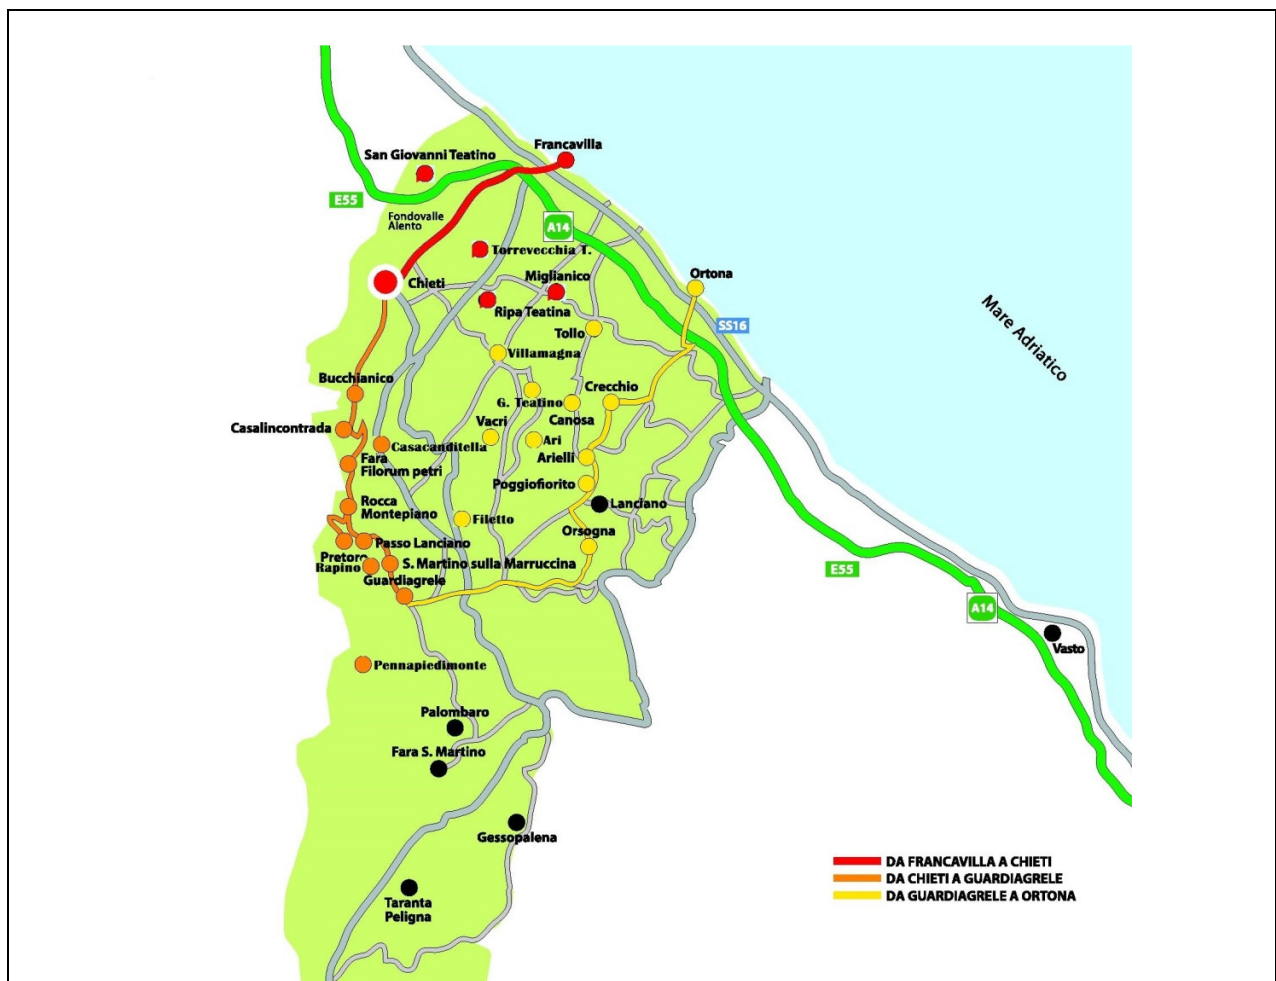 Francavilla
San Giovanni Teatino
E55
Fondovalle
Alento
A14
Torrevecchia T.
Miglianico
Chieti
Ortona
Ripa Teatina
SS16
Mare Adriatico
Tollo
Villamagna
Bucchianico
Crecchio
G. Teatino
Canosa
Casalincontrada
Vacri
Casacanditella
Ari
Arielli
Fara
Filorum petri
Poggiofiorito
Rocca
Montepiano
Lanciano
Filetto
Orsogna
Passo Lanciano
Pretoro
Rapino
S. Martino sulla Marruccina
Guardiagrele
E55
A14
Vasto
Pennapiedimonte
Palombaro
Fara S. Martino
Gessopalena
Taranta
Peligna
DA FRANCAVILLA A CHIETI
DA CHIETI A GUARDIAGRELE
DA GUARDIAGRELE A ORTONA